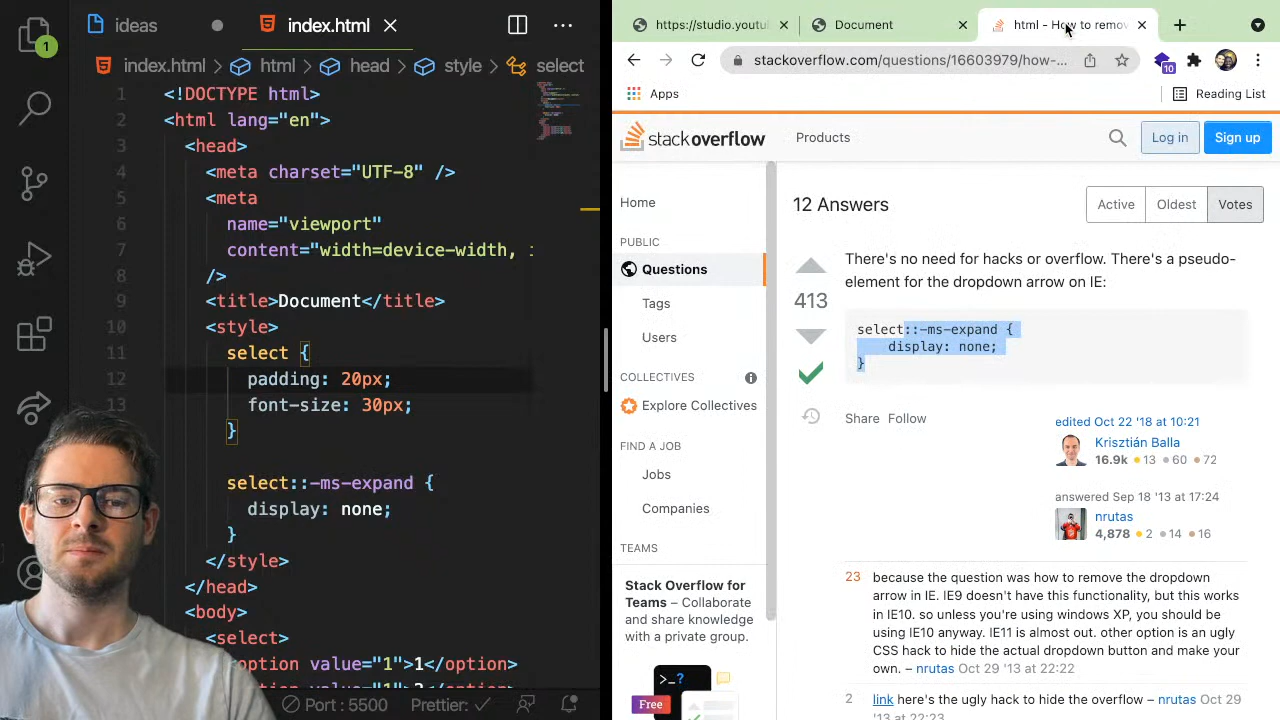 1
ideas
index.html
index.html > html > head > style > select
1 <!DOCTYPE html>
2 <html lang="en">
3 <head>
4 <meta charset="UTF-8" />
5 <meta
6 name="viewport"
7 content="width=device-width,
8 />
9 <title>Document</title>
10 <style>
11 select {
12 padding: 20px;
13 font-size: 30px;
}
select::-ms-expand {
display: none;
}
</style>
</head>
<body>
<select>
option value="1">1</option>
Port : 5500
Prettier:
https://studio.youtu
Document
html - How to remov
stackoverflow.com/questions/16603979/how-...
10
Apps
Reading List
stackoverflow
Products
Log in
Sign up
Home
PUBLIC
Questions
Tags
Users
COLLECTIVES
Explore Collectives
FIND A JOB
Jobs
Companies
TEAMS
Stack Overflow for
Teams – Collaborate
and share knowledge
with a private group.
>_?
Free
12 Answers
Active
Oldest
Votes
413
There's no need for hacks or overflow. There's a pseudo-
element for the dropdown arrow on IE:
select::-ms-expand {
display: none;
}
Share Follow
edited Oct 22 '18 at 10:21
Krisztián Balla
16.9k 13 60 72
answered Sep 18 '13 at 17:24
nrutas
4,878 2 14 16
23
because the question was how to remove the dropdown
arrow in IE. IE9 doesn't have this functionality, but this works
in IE10. so unless you're using windows XP, you should be
using IE10 anyway. IE11 is almost out. other option is an ugly
CSS hack to hide the actual dropdown button and make your
own. – nrutas Oct 29 '13 at 22:22
2
link here's the ugly hack to hide the overflow – nrutas Oct 29
'13 at 22:23